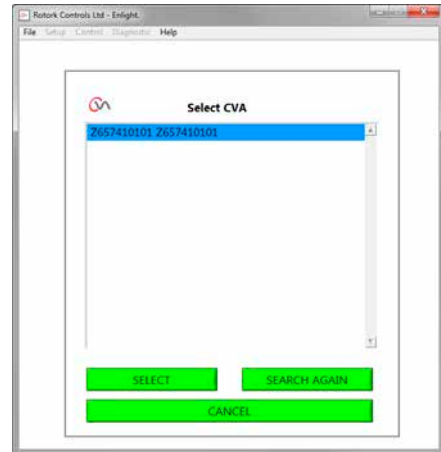 Rotork Controls Ltd - Enlight.
File Setup Control Diagnostic Help
Select CVA
Z657410101 Z657410101
SELECT
SEARCH AGAIN
CANCEL